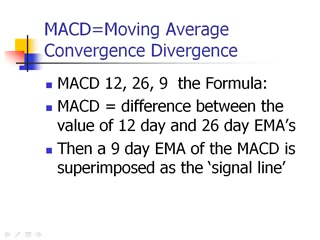 MACD=Moving Average
Convergence Divergence
MACD 12, 26, 9  the Formula:
MACD = difference between the
value of 12 day and 26 day EMA's
Then a 9 day EMA of the MACD is
superimposed as the 'signal line'